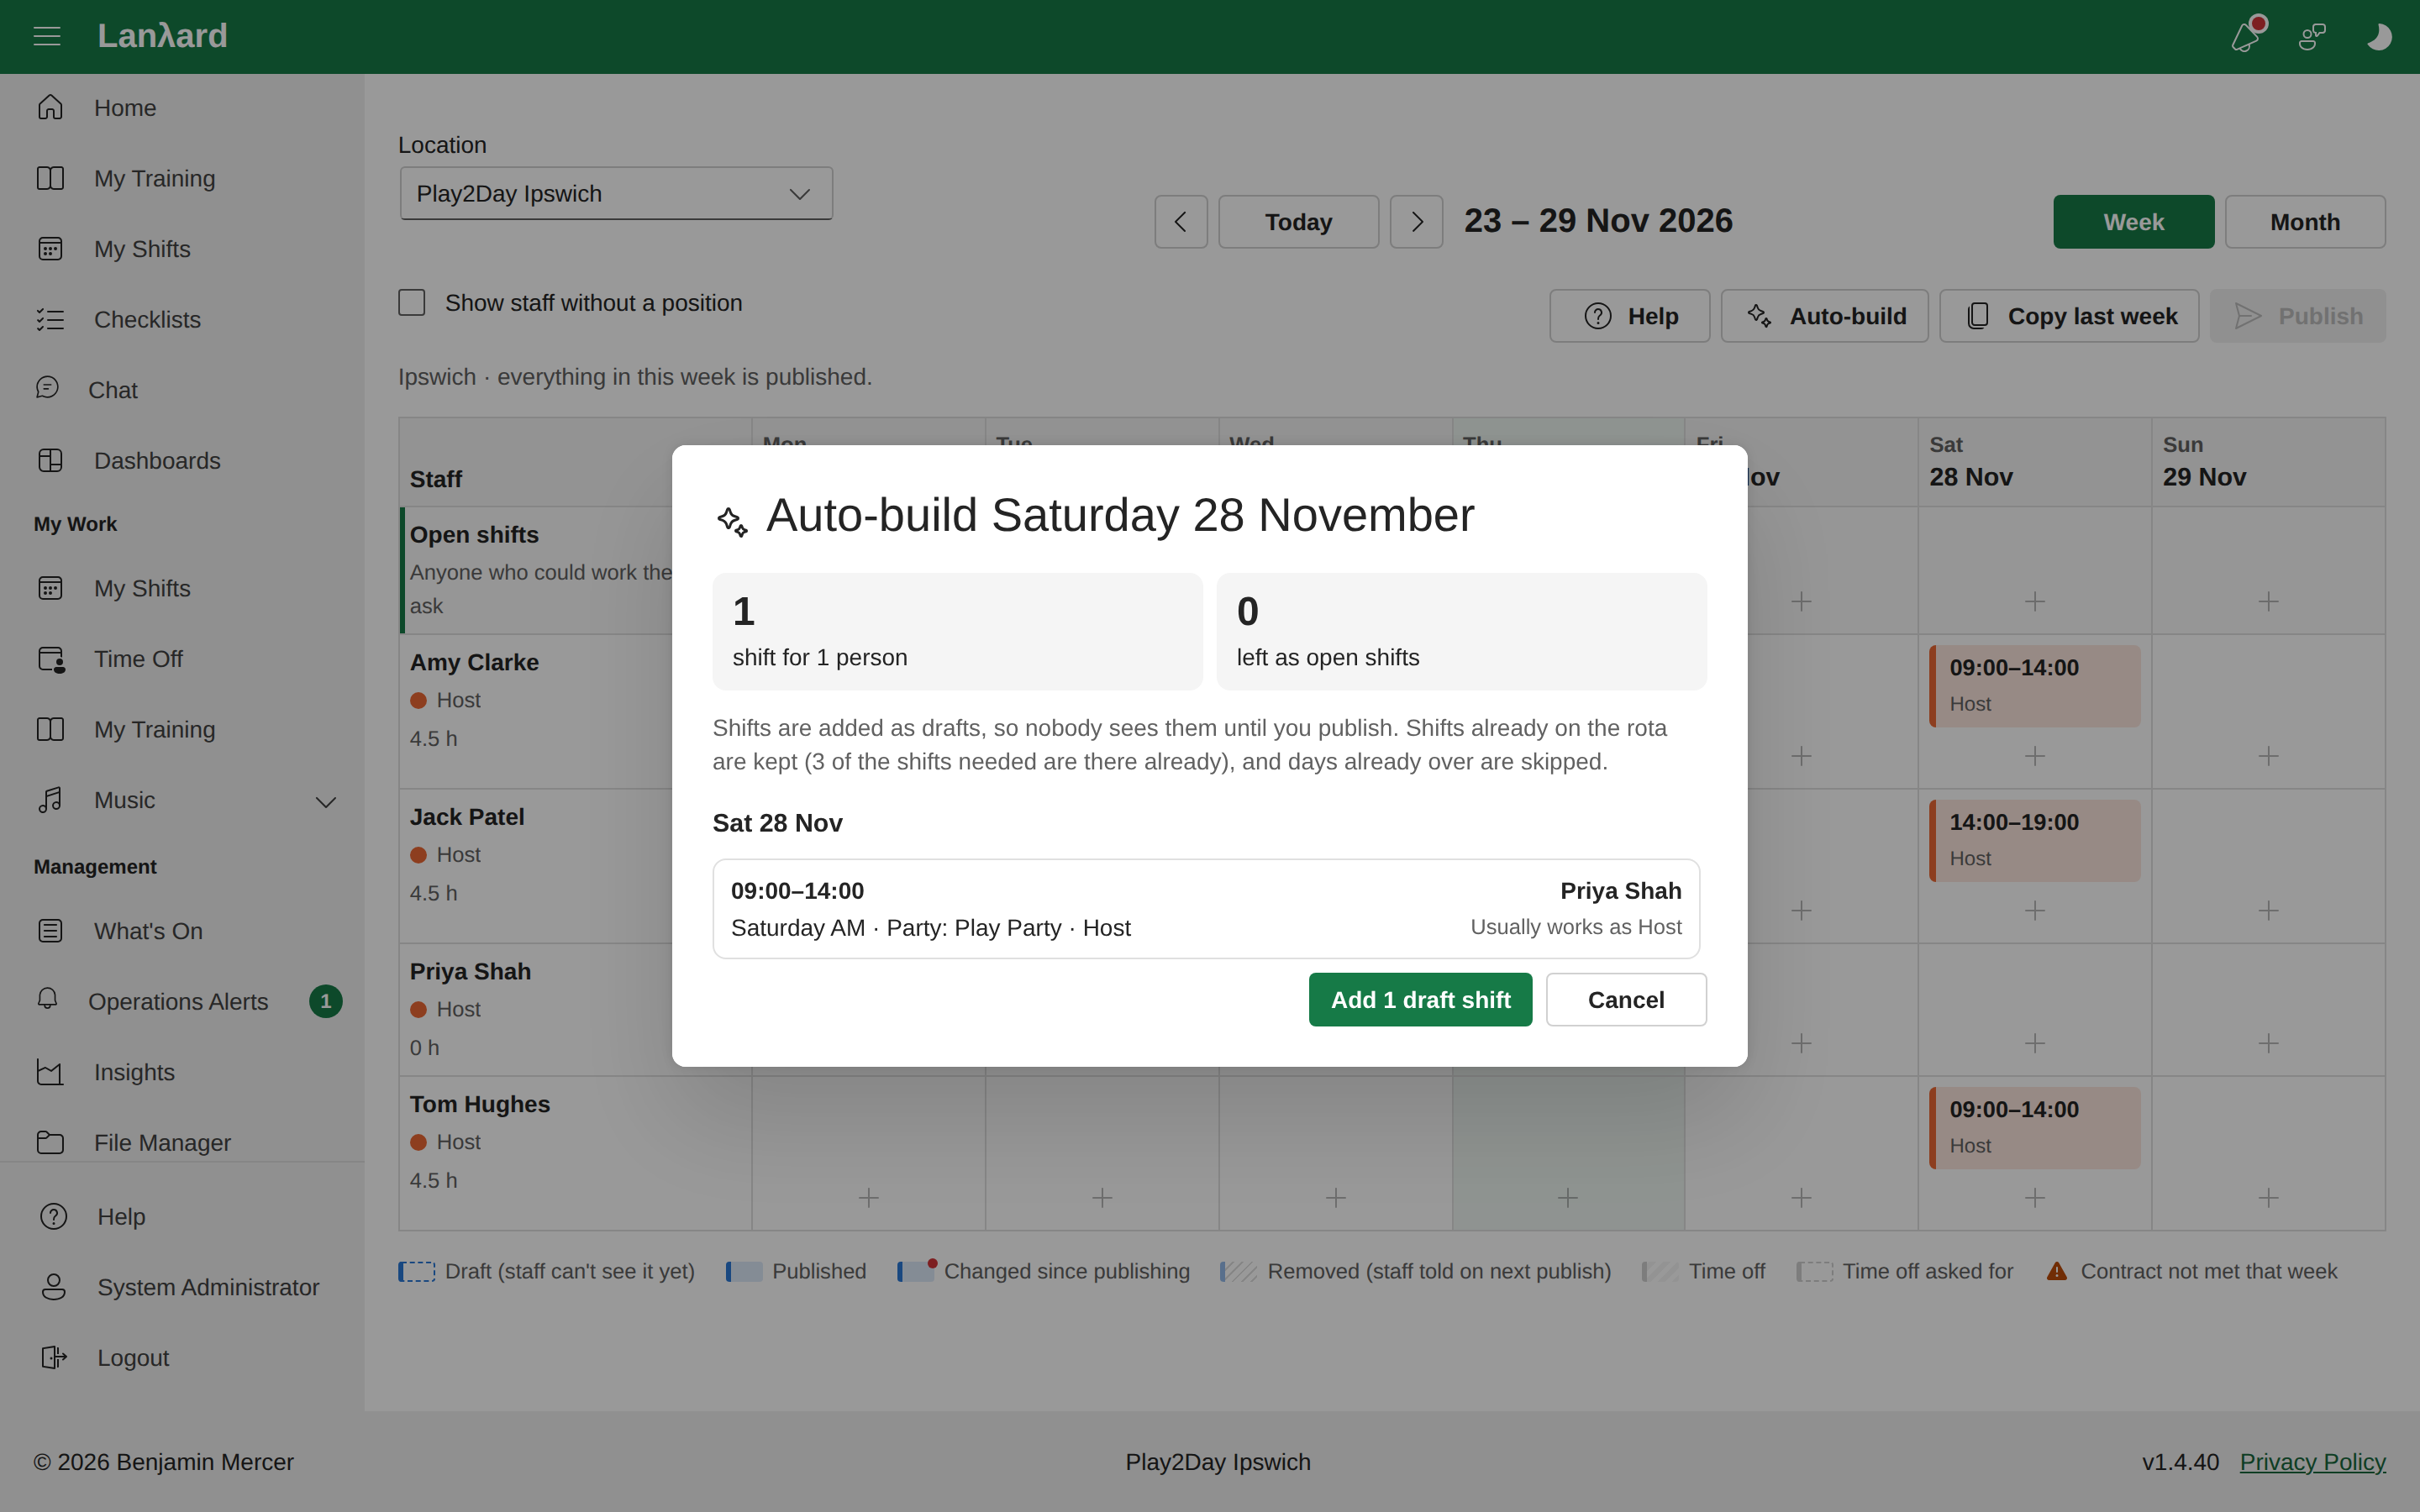 Lanλard
Home
My Training
My Shifts
Checklists
Chat
Dashboards
My Work
My Shifts
Time Off
My Training
Music
Management
What's On
Operations Alerts
1
Insights
File Manager
Help
System Administrator
Logout
Location
Play2Day Ipswich
Today
23 – 29 Nov 2026
Week
Month
Show staff without a position
Help
Auto-build
Copy last week
Publish
Ipswich · everything in this week is published.
Staff
Mon
Tue
Wed
Thu
Fri
Sat
28 Nov
Sun
29 Nov
Open shifts
Anyone who could work the
ask
Amy Clarke
Host
4.5 h
09:00–14:00
Host
Jack Patel
Host
4.5 h
14:00–19:00
Host
Priya Shah
Host
0 h
Tom Hughes
Host
4.5 h
09:00–14:00
Host
Auto-build Saturday 28 November
1
shift for 1 person
0
left as open shifts
Shifts are added as drafts, so nobody sees them until you publish. Shifts already on the rota
are kept (3 of the shifts needed are there already), and days already over are skipped.
Sat 28 Nov
09:00–14:00
Priya Shah
Saturday AM · Party: Play Party · Host
Usually works as Host
Add 1 draft shift
Cancel
Draft (staff can't see it yet)
Published
Changed since publishing
Removed (staff told on next publish)
Time off
Time off asked for
Contract not met that week
© 2026 Benjamin Mercer
Play2Day Ipswich
v1.4.40
Privacy Policy